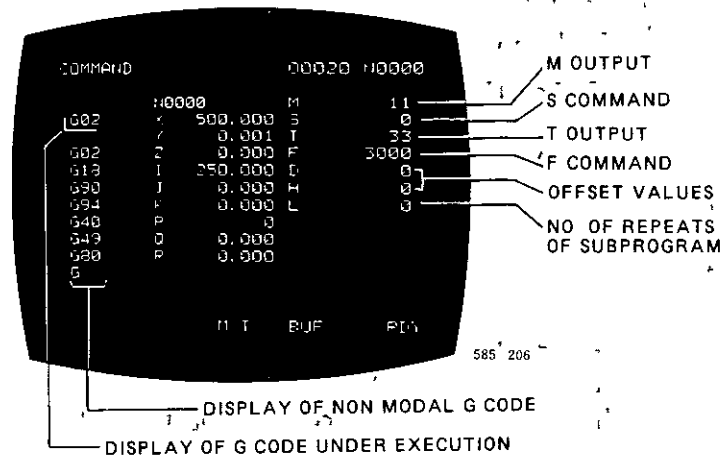 COMMAND O0020 N0000
N0000 M 11
G02 X 500.000 S 0
Y 0.001 T 33
G02 Z 0.000 F 3000
G18 I 250.000 D 0
G90 J 0.000 H 0
G94 K 0.000 L 0
G40 P 0
G49 Q 0.000
G80 R 0.000
G
BUF
M OUTPUT
S COMMAND
T OUTPUT
F COMMAND
OFFSET VALUES
NO OF REPEATS
OF SUBPROGRAM
585 206
DISPLAY OF NON MODAL G CODE
DISPLAY OF G CODE UNDER EXECUTION